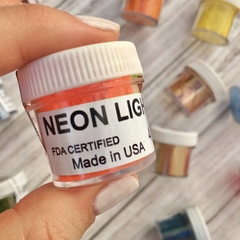 NEON LIGH
FDA CERTIFIED
Made in USA